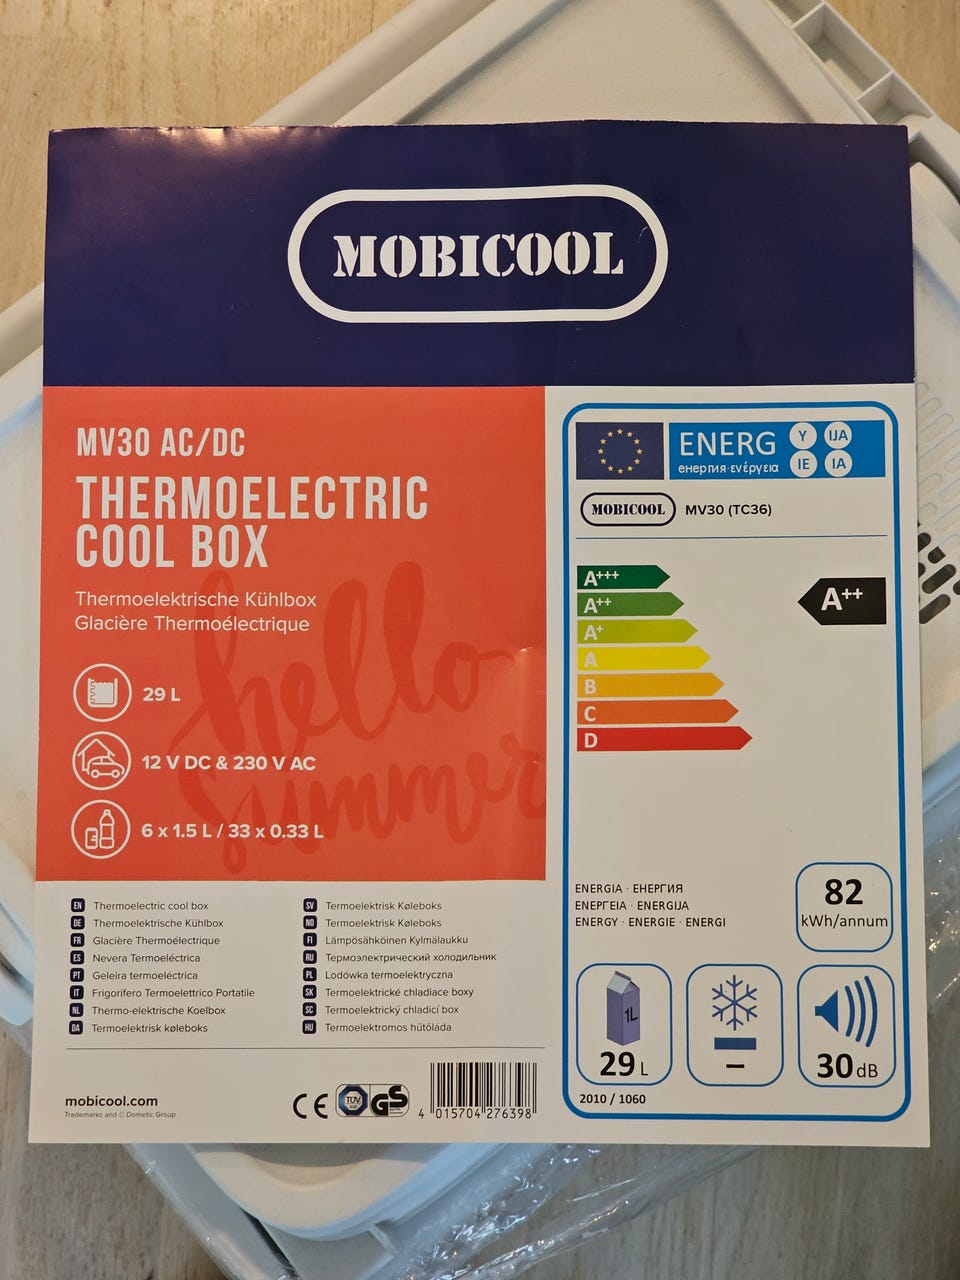 MOBICOOL
MV30 AC/DC
THERMOELECTRIC
COOL BOX
Thermoelektrische Kühlbox
Glacière Thermoélectrique
hello
summer
29 L
12 V DC & 230 V AC
6 x 1.5 L / 33 x 0.33 L
EN Thermoelectric cool box
DE Thermoelektrische Kühlbox
FR Glacière Thermoélectrique
ES Nevera Termoeléctrica
PT Geleira termoeléctrica
IT Frigorifero Termoelettrico Portatile
NL Thermo-elektrische Koelbox
DA Termoelektrisk køleboks
SV Termoelektrisk Køleboks
NO Termoelektrisk Køleboks
FI Lämpösähköinen Kylmälaukku
RU Термоэлектрический холодильник
PL Lodówka termoelektryczna
SK Termoelektrické chladiace boxy
SC Termoelektrický chladicí box
HU Termoelektromos hűtőláda
mobicool.com
Trademarks and © Dometic Group
CE TÜV GS
4 015704 276398
ENERG Y IJA
енергия·ενέργεια IE IA
MOBICOOL MV30 (TC36)
A+++
A++
A+
A
B
C
D
A++
ENERGIA · ЕНЕРГИЯ
ΕΝΕΡΓΕΙΑ · ENERGIJA
ENERGY · ENERGIE · ENERGI
82
kWh/annum
1L
29 L
–
30 dB
2010 / 1060